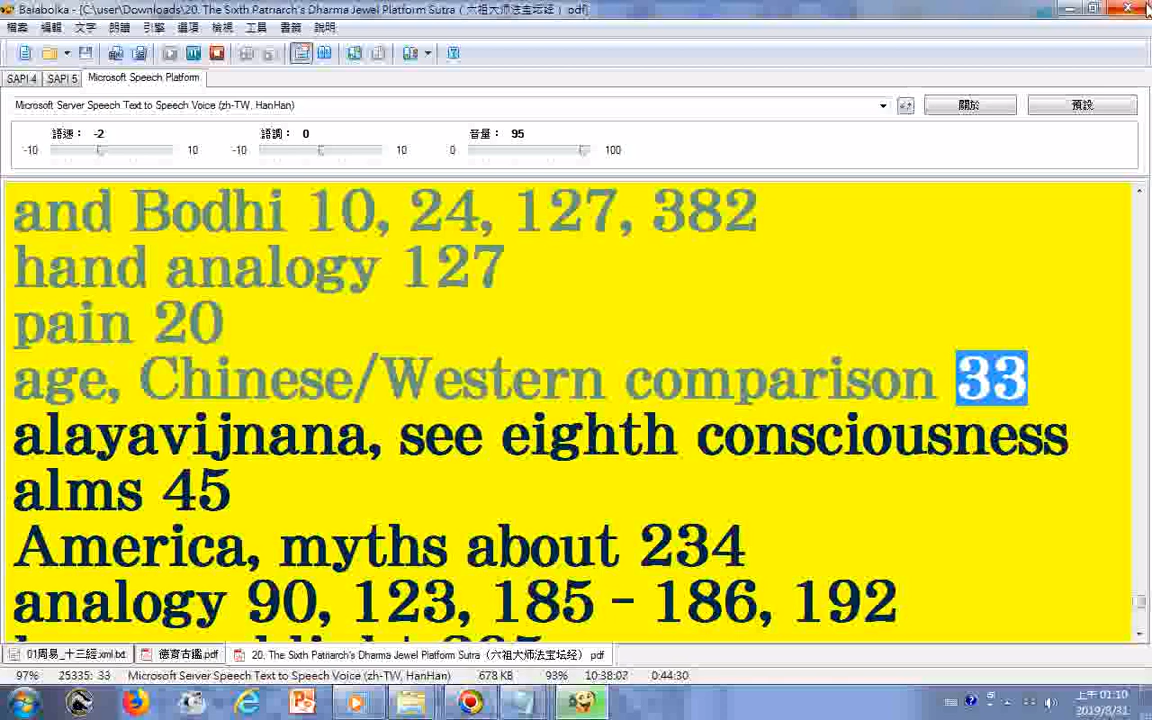 Balabolka - [C:\user\Downloads\20. The Sixth Patriarch's Dharma Jewel Platform Sutra（六祖大师法宝坛经）.pdf]
檔案 編輯 文字 朗讀 引擎 選項 檢視 工具 書籤 說明
SAPI 4 SAPI 5 Microsoft Speech Platform
Microsoft Server Speech Text to Speech Voice (zh-TW, HanHan)
關於 預設
語速： -2 語調： 0 音量： 95
-10 10 -10 10 0 100
and Bodhi 10, 24, 127, 382
hand analogy 127
pain 20
age, Chinese/Western comparison 33
alayavijnana, see eighth consciousness
alms 45
America, myths about 234
analogy 90, 123, 185 - 186, 192
01周易_十三經.xml.txt 德育古鑑.pdf 20. The Sixth Patriarch's Dharma Jewel Platform Sutra（六祖大师法宝坛经）.pdf
97% 25335: 33 Microsoft Server Speech Text to Speech Voice (zh-TW, HanHan) 678 KB 93% 10:38:07 0:44:30
上午 01:10
2019/8/31